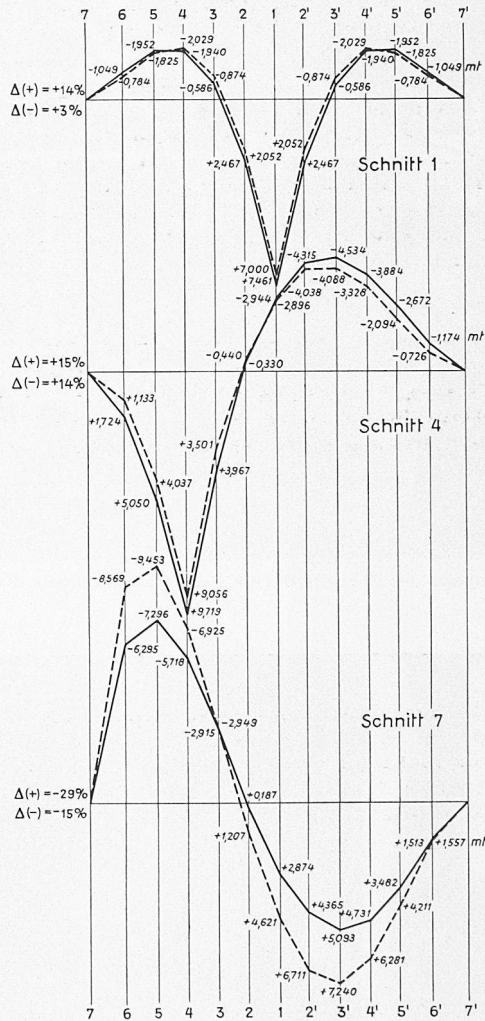 7 6 5 4 3 2 1 2' 3' 4' 5' 6' 7'
-1,952 -2,029 -2,029 -1,952
-1,049 -1,825 -1,940 -1,940 -1,825 -1,049 mt
-0,784 -0,874 -0,874 -0,784
Δ(+) = +14% -0,586 -0,586
Δ(-) = +3%
+2,052 +2,052
+2,467 +2,467
Schnitt 1
+7,000
+7,461
-4,315 -4,534
-4,088 -3,884
-2,944 -4,038 -3,328 -2,672
-2,896
-2,094 -1,174 mt
-0,440 -0,726
Δ(+) = +15% -0,330
Δ(-) = +14%
+1,133
+1,724 +3,501 Schnitt 4
+3,967
+4,037
+5,050
-9,453
-8,569 +9,056
+9,719
-7,296 -6,925
-6,295 -5,718
-2,949 Schnitt 7
-2,915
Δ(+) = -29% +0,187
Δ(-) = -15%
+1,207 +1,513 +1,557 mt
+2,874 +3,482
+4,365 +4,731
+4,621 +5,093 +4,211
+6,711 +6,281
+7,240
7 6 5 4 3 2 1 2' 3' 4' 5' 6' 7'